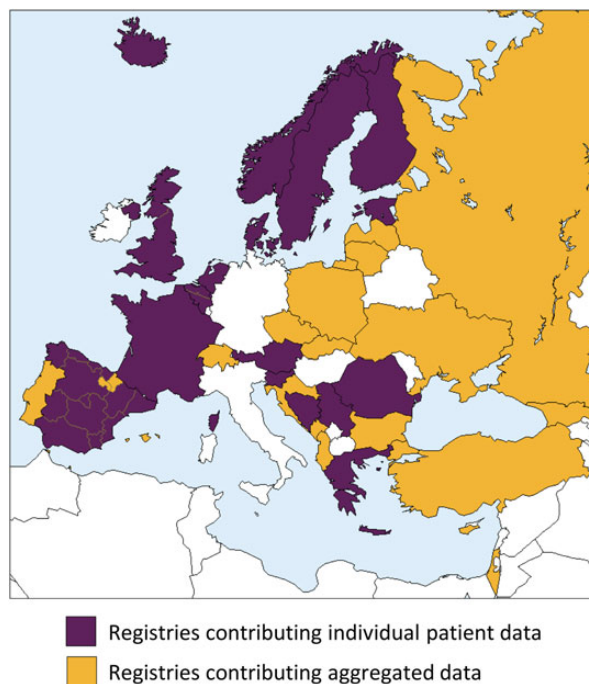 Registries contributing individual patient data
Registries contributing aggregated data